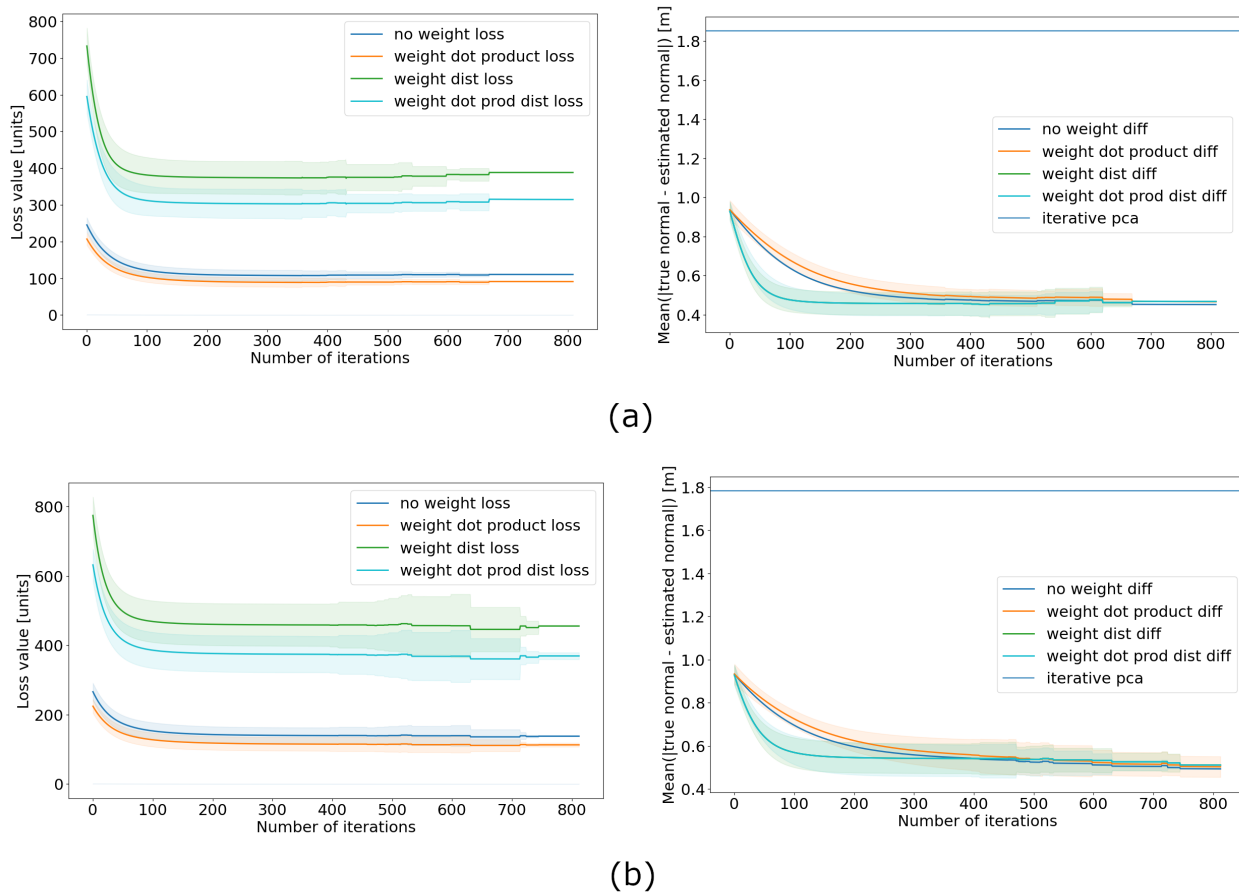 800
700
600
500
400
300
200
100
0
Loss value [units]
no weight loss
weight dot product loss
weight dist loss
weight dot prod dist loss
0 100 200 300 400 500 600 700 800
Number of iterations
1.8
1.6
1.4
1.2
1.0
0.8
0.6
0.4
Mean(|true normal - estimated normal|) [m]
no weight diff
weight dot product diff
weight dist diff
weight dot prod dist diff
iterative pca
0 100 200 300 400 500 600 700 800
Number of iterations
(a)
800
600
400
200
0
Loss value [units]
no weight loss
weight dot product loss
weight dist loss
weight dot prod dist loss
0 100 200 300 400 500 600 700 800
Number of iterations
1.8
1.6
1.4
1.2
1.0
0.8
0.6
0.4
Mean(|true normal - estimated normal|) [m]
no weight diff
weight dot product diff
weight dist diff
weight dot prod dist diff
iterative pca
0 100 200 300 400 500 600 700 800
Number of iterations
(b)